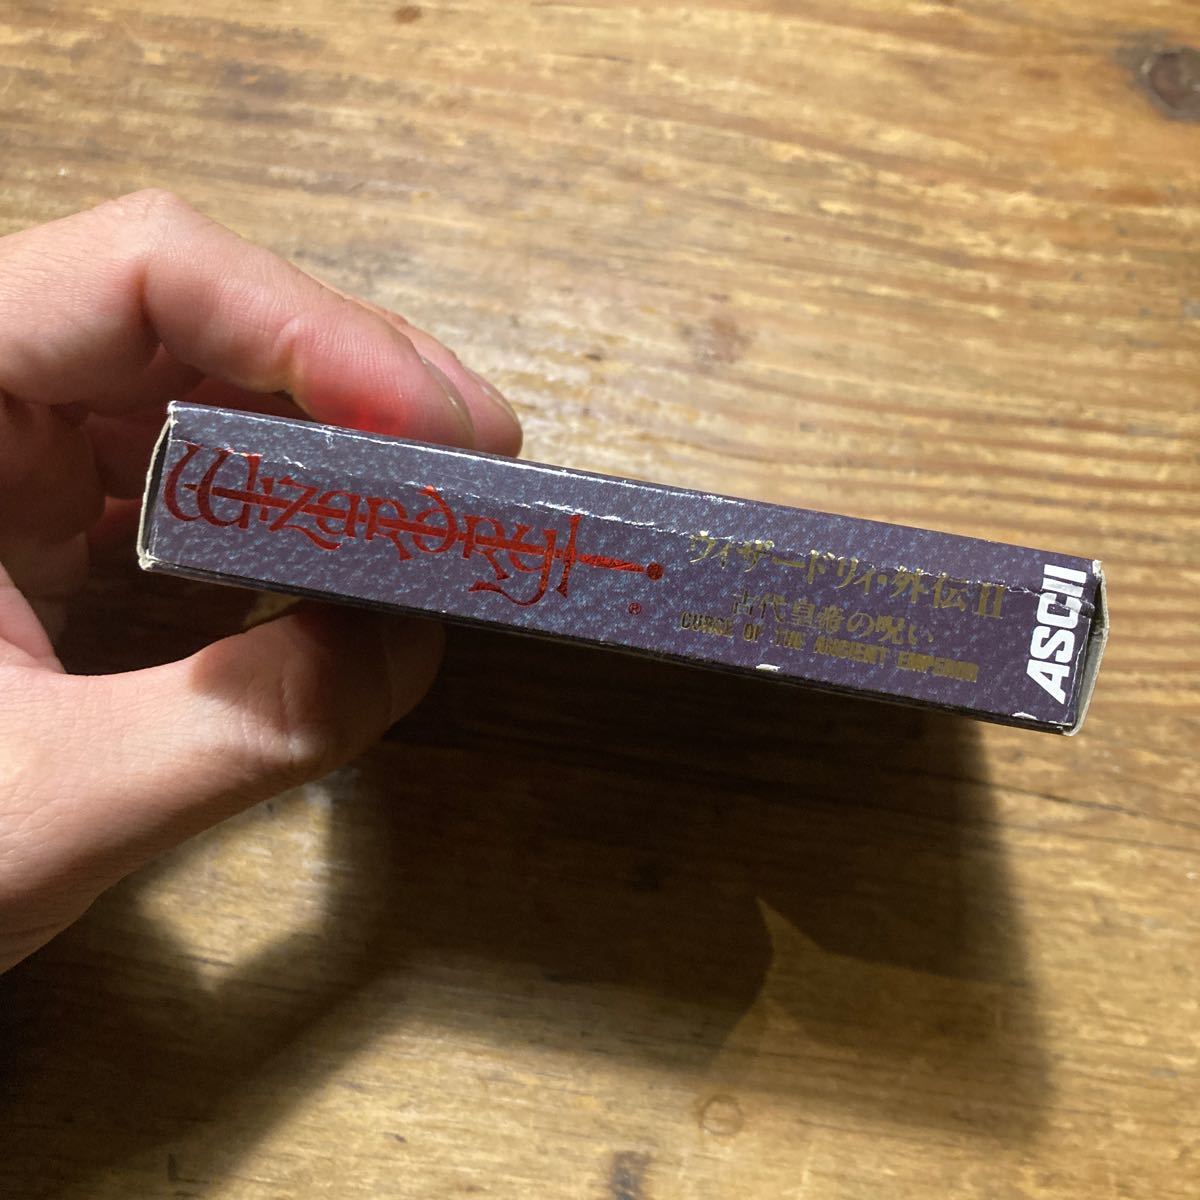 Wizardry
®
ウィザードリィ・外伝II
古代皇帝の呪い
CURSE OF THE ANCIENT EMPEROR
ASCII